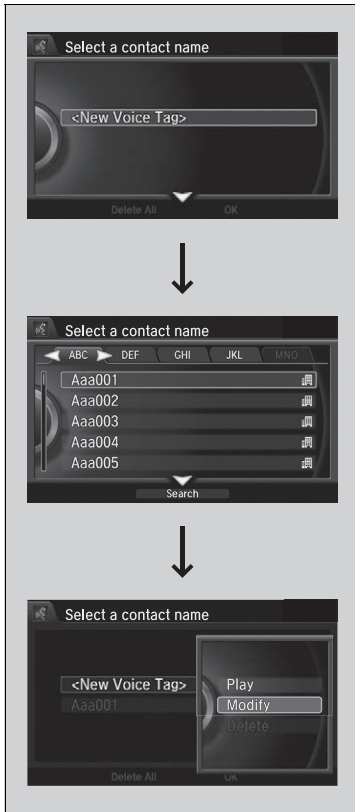 Select a contact name
<New Voice Tag>
Delete All OK
Select a contact name
ABC DEF GHI JKL MNO
Aaa001
Aaa002
Aaa003
Aaa004
Aaa005
Search
Select a contact name
<New Voice Tag>
Aaa001
Play
Modify
Delete
Delete All OK